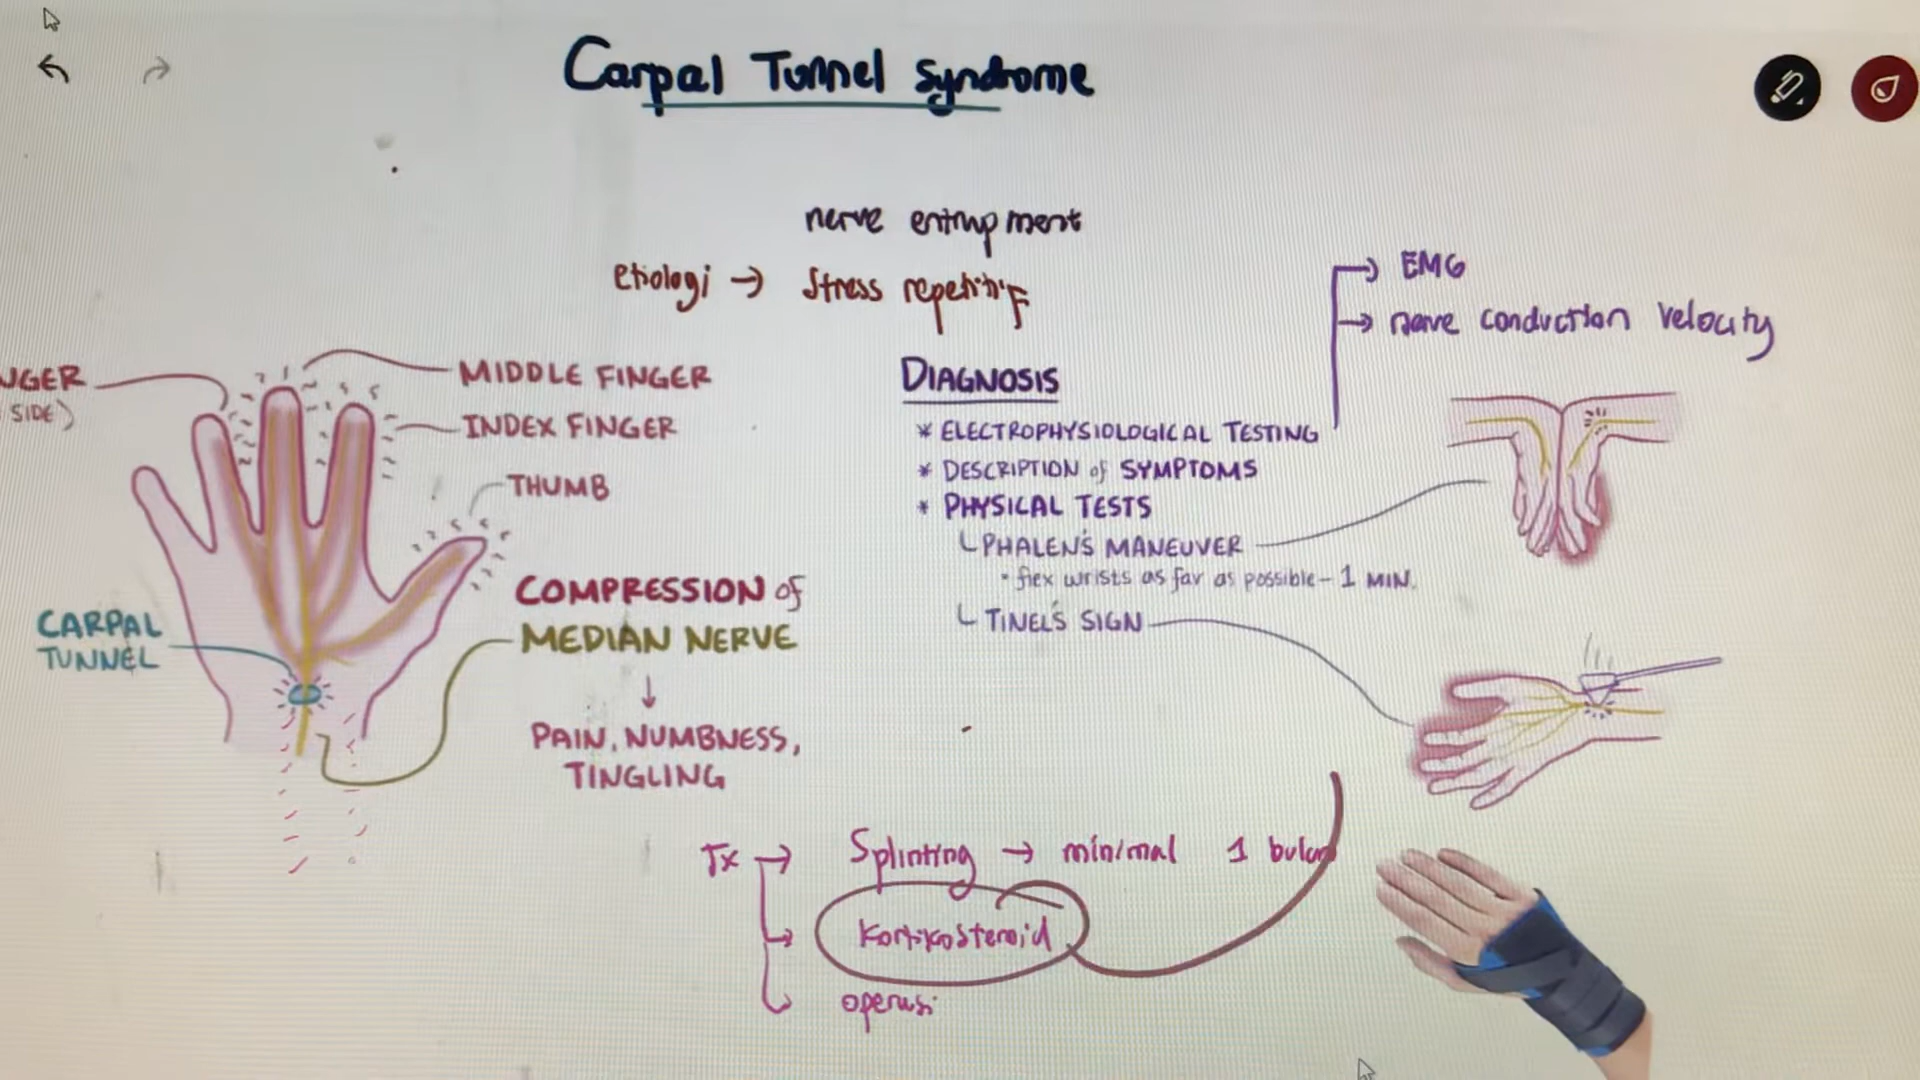 Carpal Tunnel Syndrome
nerve entrapment
etiologi → Stress repetitif
EMG
nerve conduction velocity
NGER
SIDE)
MIDDLE FINGER
INDEX FINGER
THUMB
CARPAL
TUNNEL
COMPRESSION of
MEDIAN NERVE
↓
PAIN, NUMBNESS,
TINGLING
DIAGNOSIS
* ELECTROPHYSIOLOGICAL TESTING
* DESCRIPTION of SYMPTOMS
* PHYSICAL TESTS
PHALEN'S MANEUVER
• flex wrists as far as possible - 1 MIN.
TINEL'S SIGN
Tx → Splinting → minimal 1 bulan
Kortikosteroid
operasi